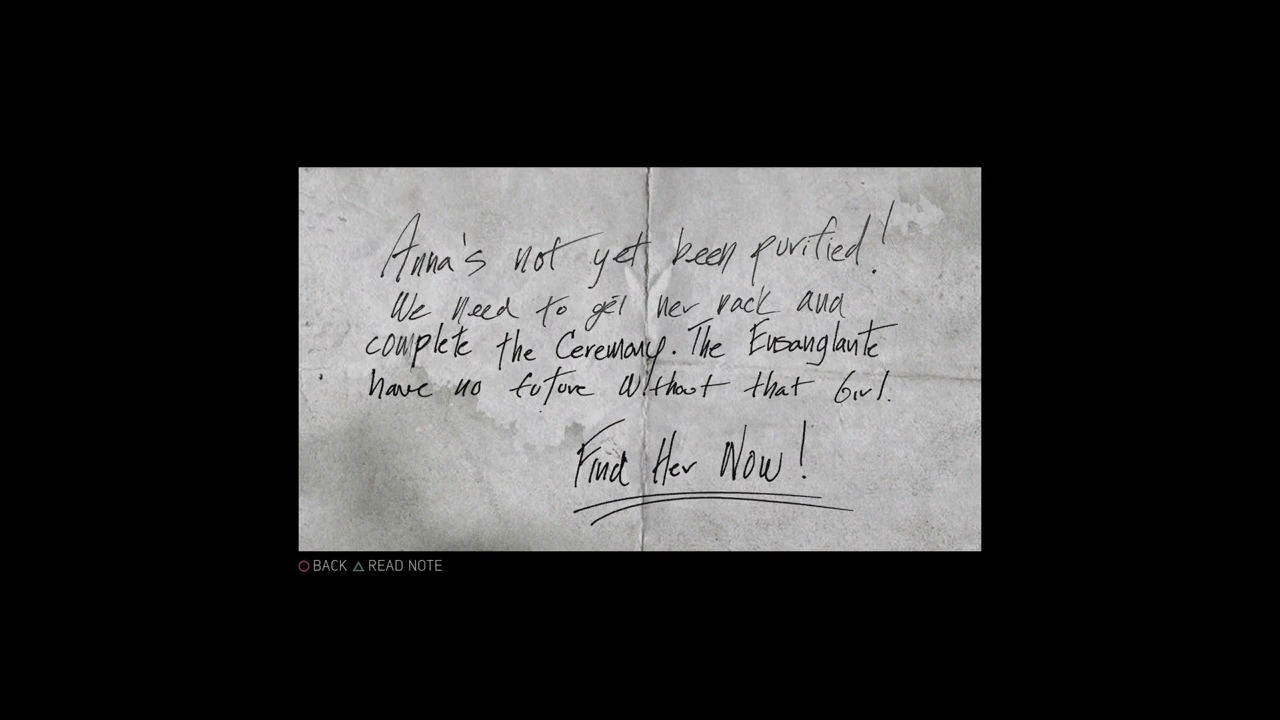 Anna's not yet been purified!
We need to get her back and
complete the Ceremony. The Ensanglante
have no future without that Girl.
Find Her Now!
BACK READ NOTE